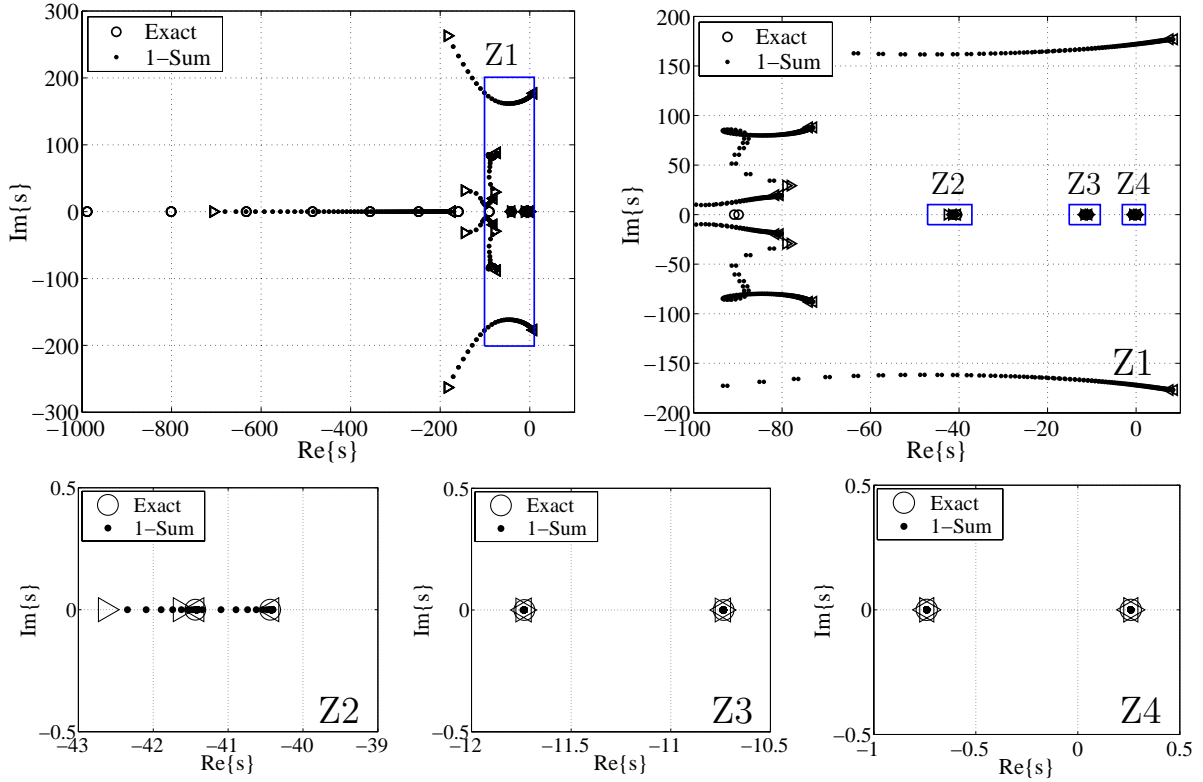 300
200
100
0
−100
−200
−300
−1000
−800
−600
−400
−200
0
Re{s}
Im{s}
Exact
1−Sum
Z1
200
150
100
50
0
−50
−100
−150
−200
−100
−80
−60
−40
−20
0
Re{s}
Im{s}
Exact
1−Sum
Z2
Z3
Z4
Z1
0.5
0
−0.5
−43
−42
−41
−40
−39
Re{s}
Im{s}
Exact
1−Sum
Z2
0.5
0
−0.5
−12
−11.5
−11
−10.5
Re{s}
Im{s}
Exact
1−Sum
Z3
0.5
0
−0.5
−1
−0.5
0
0.5
Re{s}
Im{s}
Exact
1−Sum
Z4